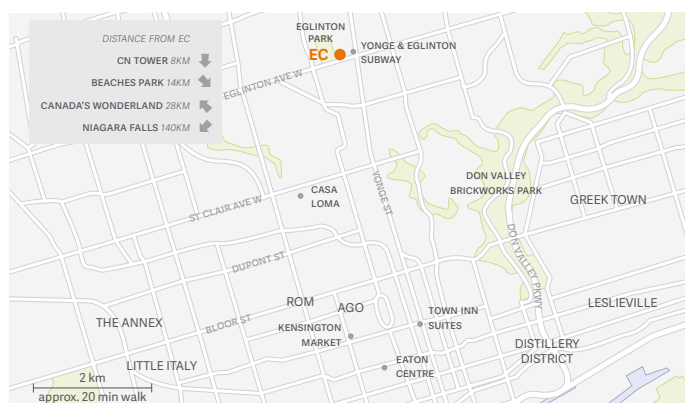 DISTANCE FROM EC
CN TOWER 8KM
BEACHES PARK 14KM
CANADA'S WONDERLAND 28KM
NIAGARA FALLS 140KM
EGLINTON
PARK
EC
YONGE & EGLINTON
SUBWAY
EGLINTON AVE W
CASA
LOMA
YONGE ST
DON VALLEY
BRICKWORKS PARK
GREEK TOWN
ST CLAIR AVE W
DUPONT ST
DON VALLEY PKWY
ROM
AGO
THE ANNEX
BLOOR ST
KENSINGTON
MARKET
TOWN INN
SUITES
LESLIEVILLE
LITTLE ITALY
EATON
CENTRE
DISTILLERY
DISTRICT
2 km
approx. 20 min walk